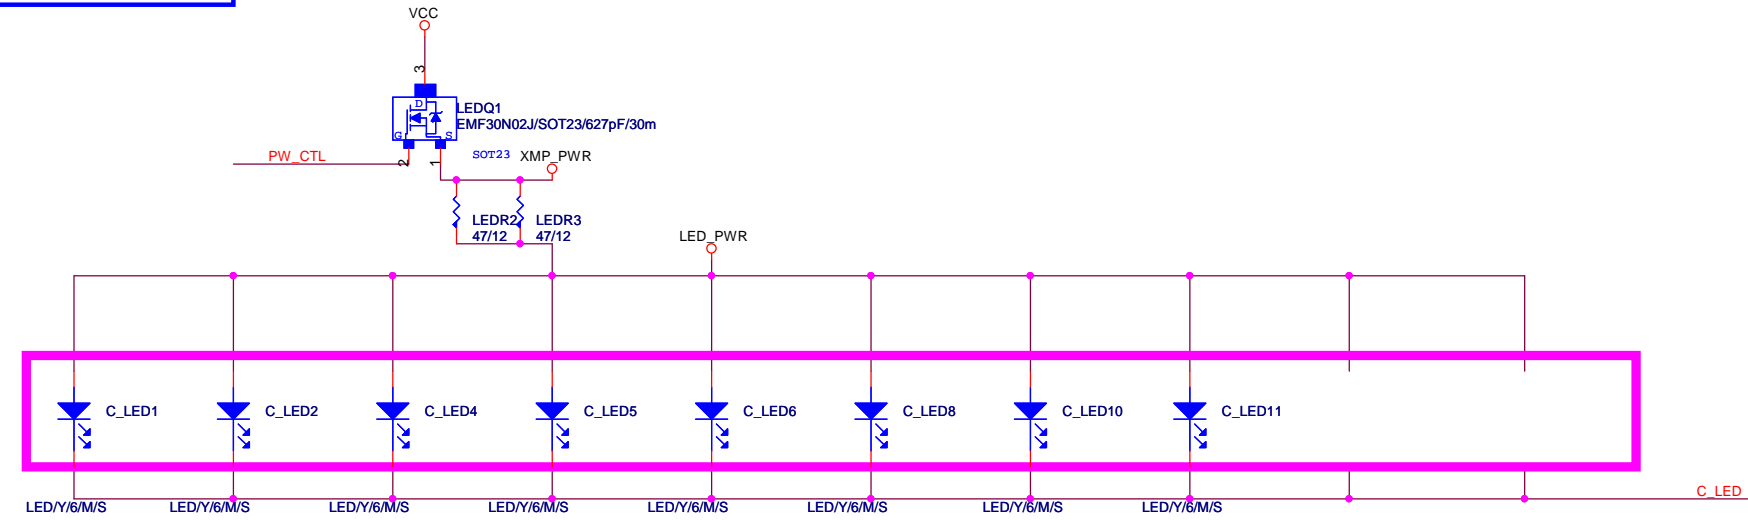 VCC
3
D
LEDQ1
EMF30N02J/SOT23/627pF/30m
G
S
PW_CTL
2
1
SOT23
XMP_PWR
LEDR2
47/12
LEDR3
47/12
LED_PWR
C_LED1
C_LED2
C_LED4
C_LED5
C_LED6
C_LED8
C_LED10
C_LED11
C_LED
LED/Y/6/M/S
LED/Y/6/M/S
LED/Y/6/M/S
LED/Y/6/M/S
LED/Y/6/M/S
LED/Y/6/M/S
LED/Y/6/M/S
LED/Y/6/M/S